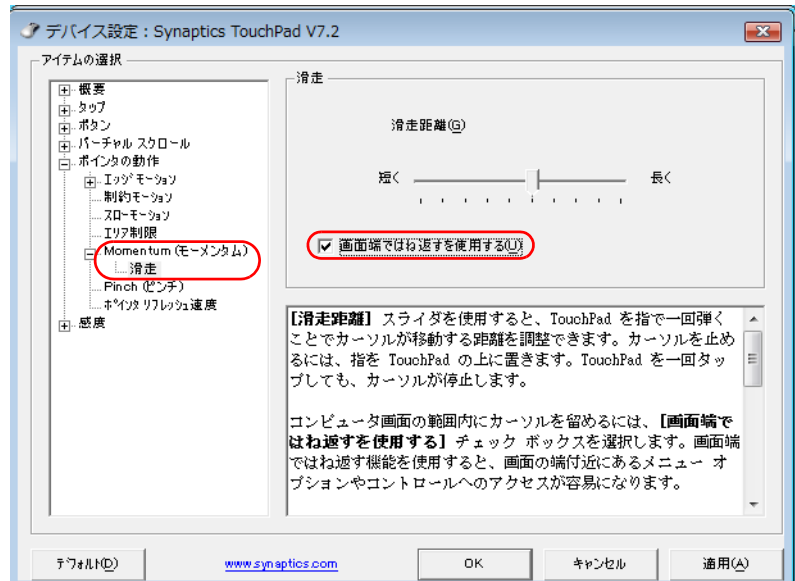 デバイス設定：Synaptics TouchPad V7.2
アイテムの選択
概要
タップ
ボタン
バーチャル スクロール
ポインタの動作
エッジ モーション
制約モーション
スローモーション
エリア制限
Momentum (モーメンタム)
滑走
Pinch (ピンチ)
ポインタ リフレッシュ速度
感度
滑走
滑走距離(G)
短く
長く
画面端ではね返すを使用する(U)
[滑走距離] スライダを使用すると、TouchPad を指で一回弾く
ことでカーソルが移動する距離を調整できます。カーソルを止め
るには、指を TouchPad の上に置きます。TouchPad を一回タッ
プしても、カーソルが停止します。
コンピュータ画面の範囲内にカーソルを留めるには、[画面端で
はね返すを使用する] チェック ボックスを選択します。画面端
ではね返す機能を使用すると、画面の端付近にあるメニュー オ
プションやコントロールへのアクセスが容易になります。
デフォルト(D)
www.synaptics.com
OK
キャンセル
適用(A)